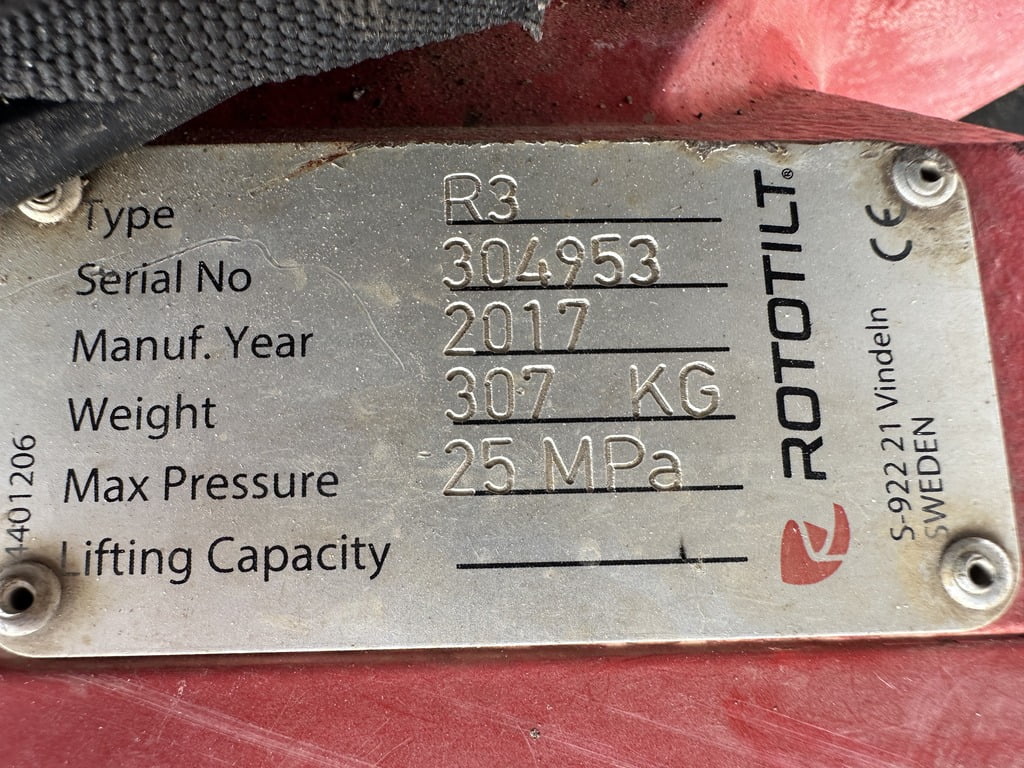 Type R3
Serial No 304953
Manuf. Year 2017
Weight 307 KG
Max Pressure 25 MPa
Lifting Capacity
4401206
ROTOTILT®
CE
S-922 21 Vindeln
SWEDEN